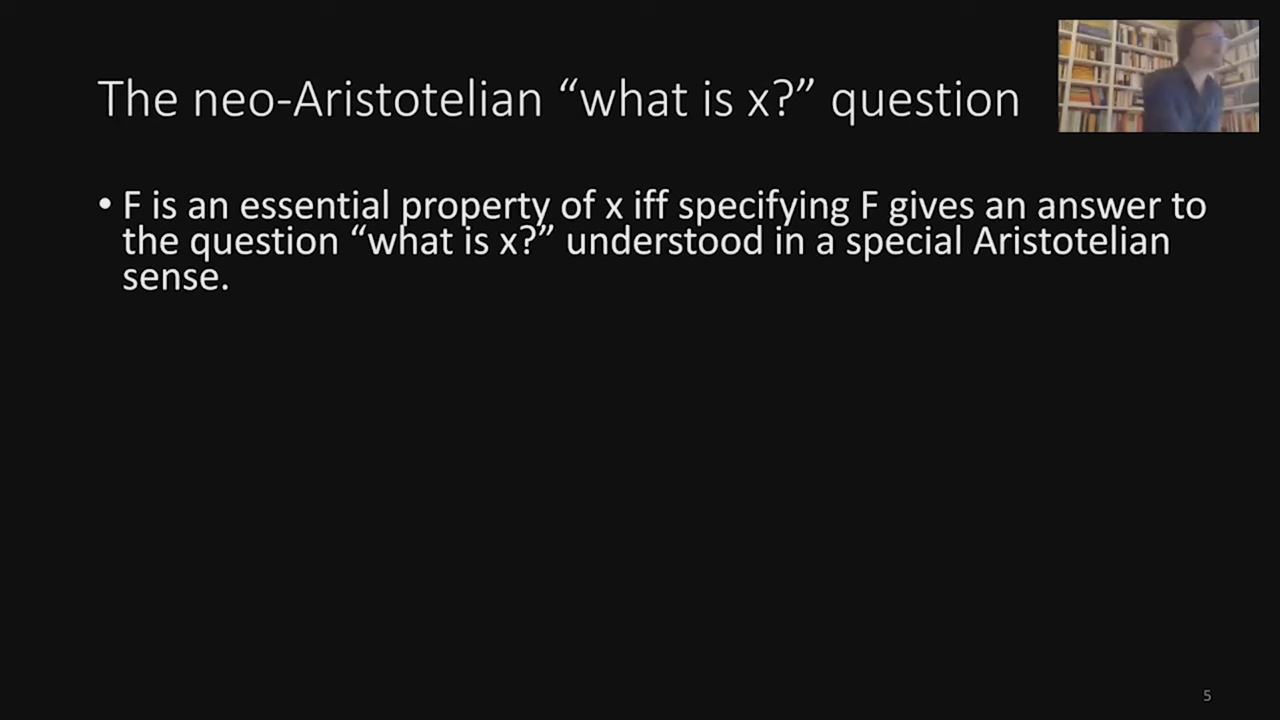 The neo-Aristotelian “what is x?” question
• F is an essential property of x iff specifying F gives an answer to
the question “what is x?” understood in a special Aristotelian
sense.
5